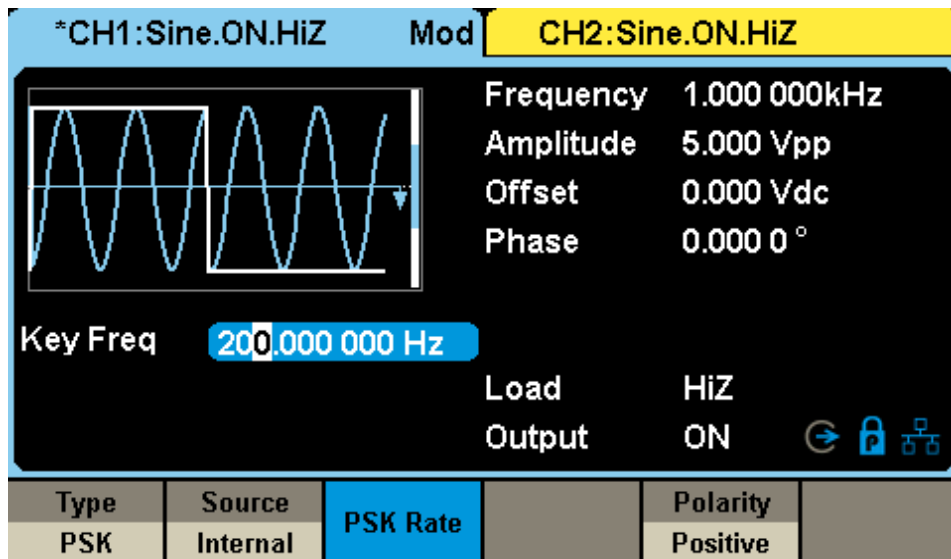 *CH1:Sine.ON.HiZ Mod CH2:Sine.ON.HiZ
Frequency 1.000 000kHz
Amplitude 5.000 Vpp
Offset 0.000 Vdc
Phase 0.000 0 °
Key Freq 200.000 000 Hz
Load HiZ
Output ON P
Type Source PSK Rate Polarity
PSK Internal Positive